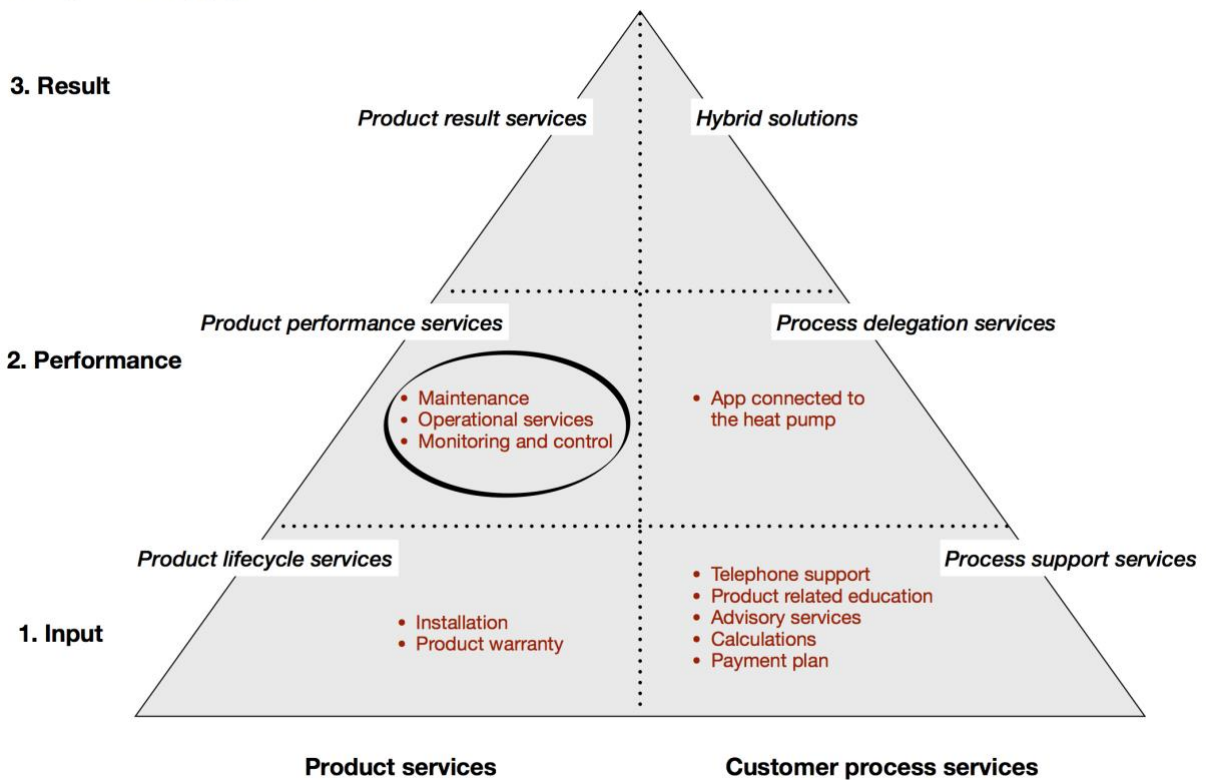 3. Result
Product result services
Hybrid solutions
Product performance services
Process delegation services
2. Performance
• Maintenance
• Operational services
• Monitoring and control
• App connected to
the heat pump
Product lifecycle services
Process support services
1. Input
• Installation
• Product warranty
• Telephone support
• Product related education
• Advisory services
• Calculations
• Payment plan
Product services
Customer process services